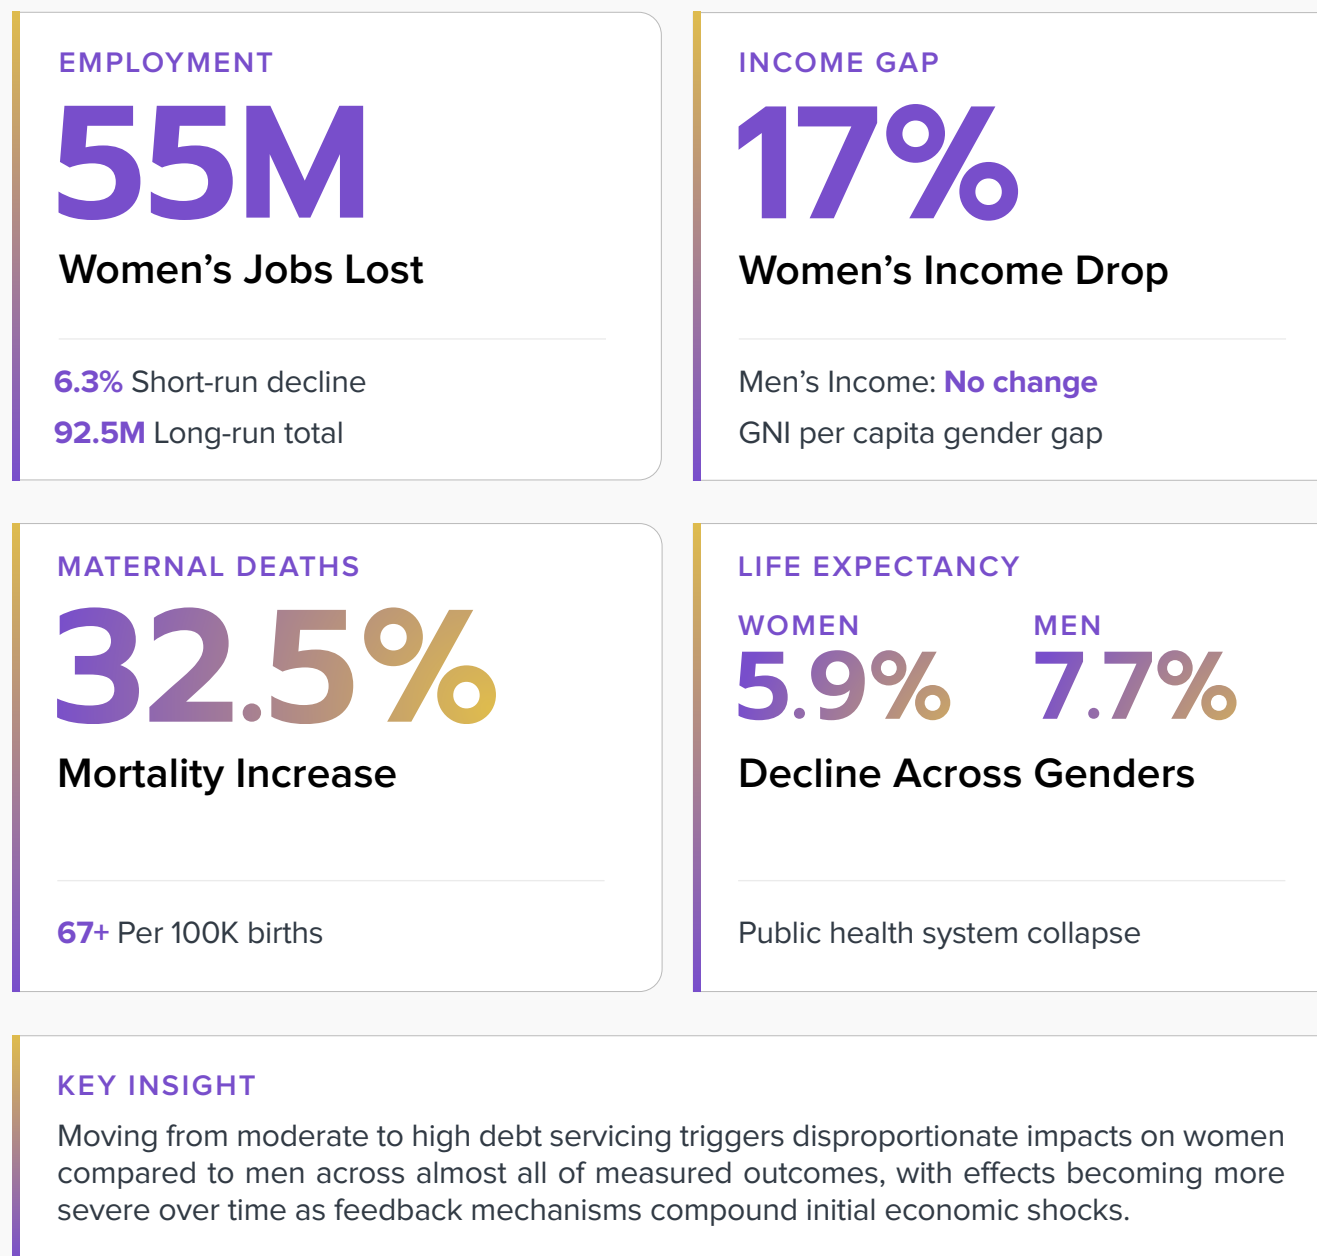 EMPLOYMENT
55M
Women’s Jobs Lost
6.3% Short-run decline
92.5M Long-run total
INCOME GAP
17%
Women’s Income Drop
Men’s Income: No change
GNI per capita gender gap
MATERNAL DEATHS
32.5%
Mortality Increase
67+ Per 100K births
LIFE EXPECTANCY
WOMEN MEN
5.9% 7.7%
Decline Across Genders
Public health system collapse
KEY INSIGHT
Moving from moderate to high debt servicing triggers disproportionate impacts on women
compared to men across almost all of measured outcomes, with effects becoming more
severe over time as feedback mechanisms compound initial economic shocks.